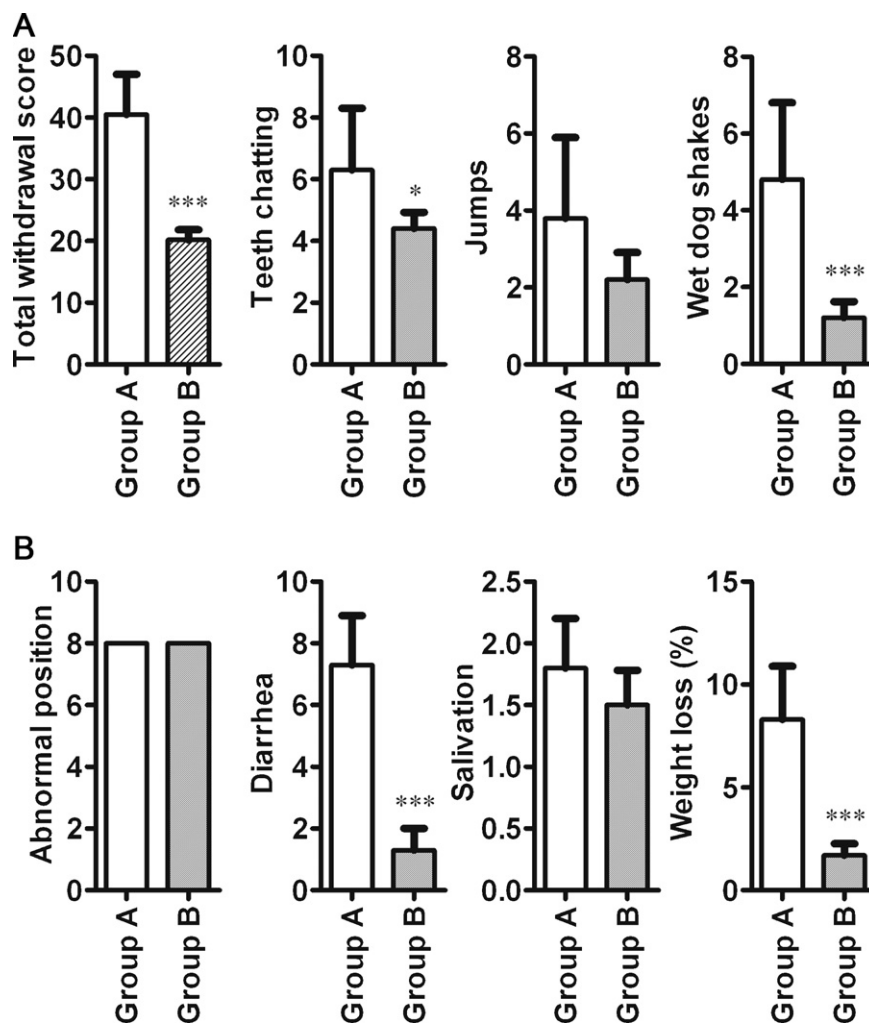 A
Total withdrawal score
50
40
30
20
10
0
***
Group A
Group B
Teeth chatting
10
8
6
4
2
0
*
Group A
Group B
Jumps
8
6
4
2
0
Group A
Group B
Wet dog shakes
8
6
4
2
0
***
Group A
Group B
B
Abnormal position
10
8
6
4
2
0
Group A
Group B
Diarrhea
10
8
6
4
2
0
***
Group A
Group B
Salivation
2.5
2.0
1.5
1.0
0.5
0.0
Group A
Group B
Weight loss (%)
15
10
5
0
***
Group A
Group B